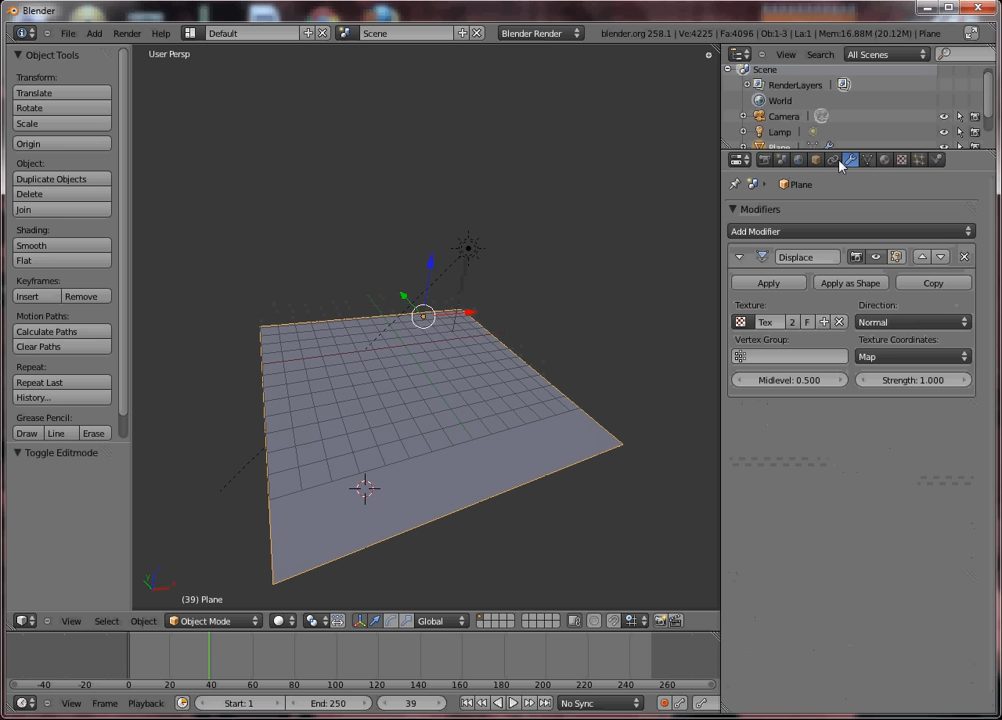 Blender
File Add Render Help Default Scene Blender Render blender.org 258.1 | Ve:4225 | Fa:4096 | Ob:1-3 | La:1 | Mem:16.88M (20.12M) | Plane
Object Tools
Transform:
Translate
Rotate
Scale
Origin
Object:
Duplicate Objects
Delete
Join
Shading:
Smooth
Flat
Keyframes:
Insert Remove
Motion Paths:
Calculate Paths
Clear Paths
Repeat:
Repeat Last
History...
Grease Pencil:
Draw Line Erase
Toggle Editmode
User Persp
(39) Plane
View Select Object Object Mode Global
-40 -20 0 20 40 60 80 100 120 140 160 180 200 220 240 260
View Frame Playback Start: 1 End: 250 39 No Sync
View Search All Scenes
Scene
RenderLayers |
World
Camera |
Lamp |
Plane |
Plane
Modifiers
Add Modifier
Displace
Apply Apply as Shape Copy
Texture: Direction:
Tex 2 F Normal
Vertex Group: Texture Coordinates:
Map
Midlevel: 0.500 Strength: 1.000